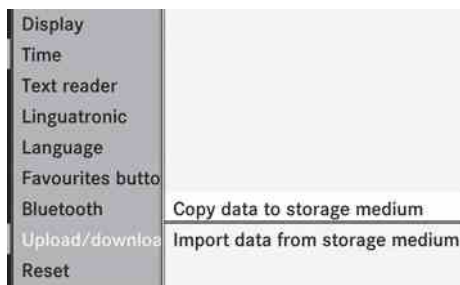 Display
Time
Text reader
Linguatronic
Language
Favourites butto
Bluetooth
Copy data to storage medium
Upload/downloa
Import data from storage medium
Reset